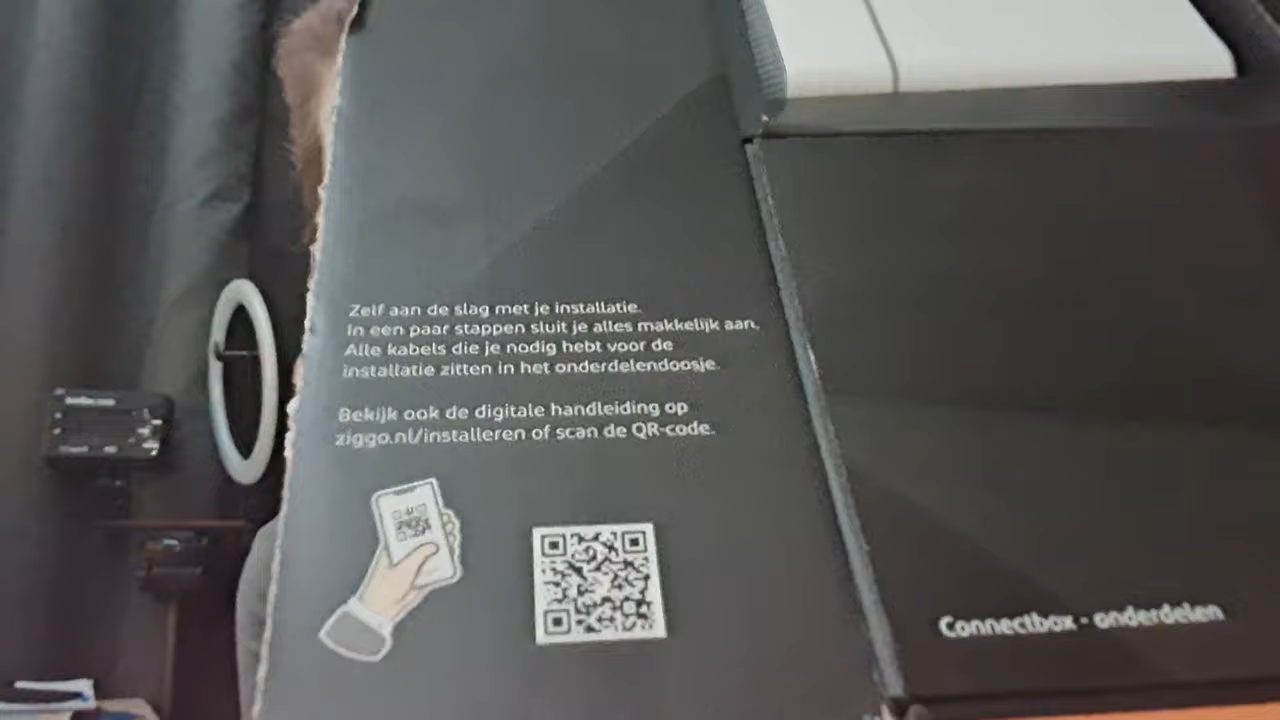 Zelf aan de slag met je installatie.
In een paar stappen sluit je alles makkelijk aan.
Alle kabels die je nodig hebt voor de
installatie zitten in het onderdelendoosje.
Bekijk ook de digitale handleiding op
ziggo.nl/installeren of scan de QR-code.
Connectbox - onderdelen